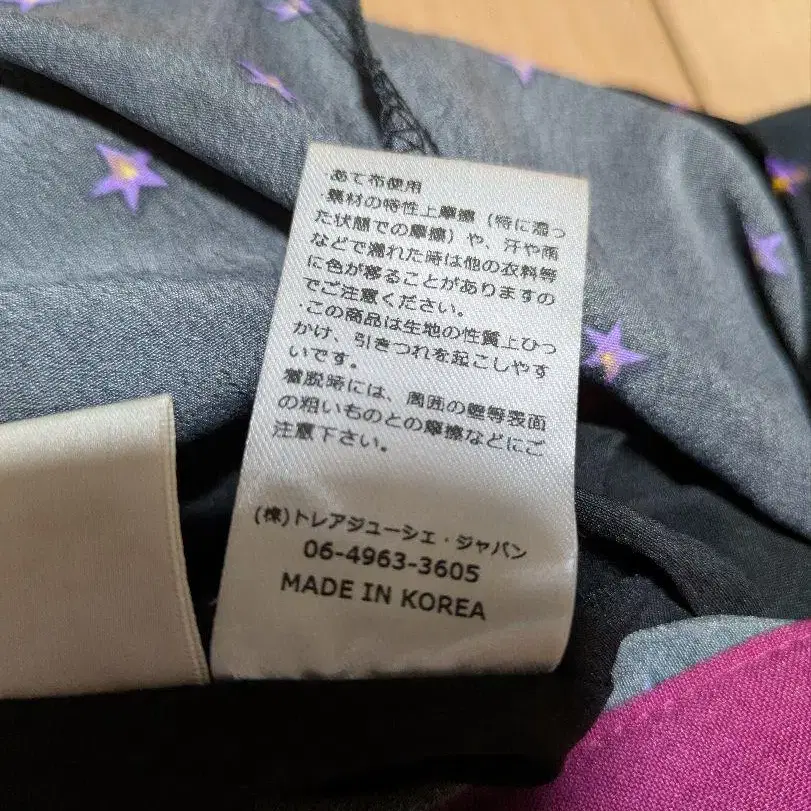 ・あて布使用
・素材の特性上摩擦（特に湿っ
た状態での摩擦）や、汗や雨
などで濡れた時は他の衣料等
に色が移ることがありますの
でご注意ください。
・この商品は生地の性質上ひっ
かけ、引きつれを起こしやす
いです。
着脱時には、周囲の壁等表面
の粗いものとの摩擦などにご
注意下さい。
(株)トレアジューシェ・ジャパン
06-4963-3605
MADE IN KOREA